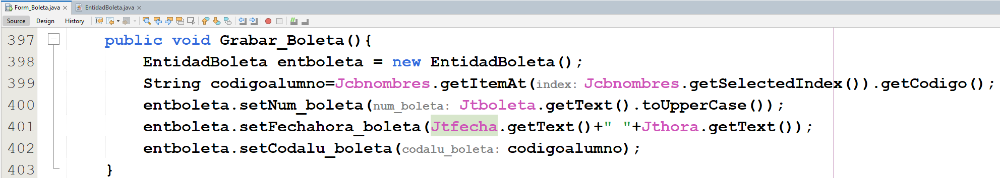 Form_Boleta.java × EntidadBoleta.java ×
Source Design History
397 public void Grabar_Boleta(){
398 EntidadBoleta entboleta = new EntidadBoleta();
399 String codigoalumno=Jcbnombres.getItemAt(index: Jcbnombres.getSelectedIndex()).getCodigo();
400 entboleta.setNum_boleta(num_boleta: Jtboleta.getText().toUpperCase());
401 entboleta.setFechahora_boleta(Jtfecha.getText()+" "+Jthora.getText());
402 entboleta.setCodalu_boleta(codalu_boleta: codigoalumno);
403 }